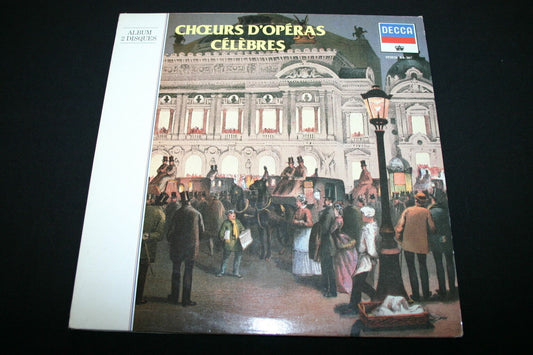 ALBUM
2 DISQUES
CHŒURS D'OPÉRAS
CÉLÈBRES
DECCA